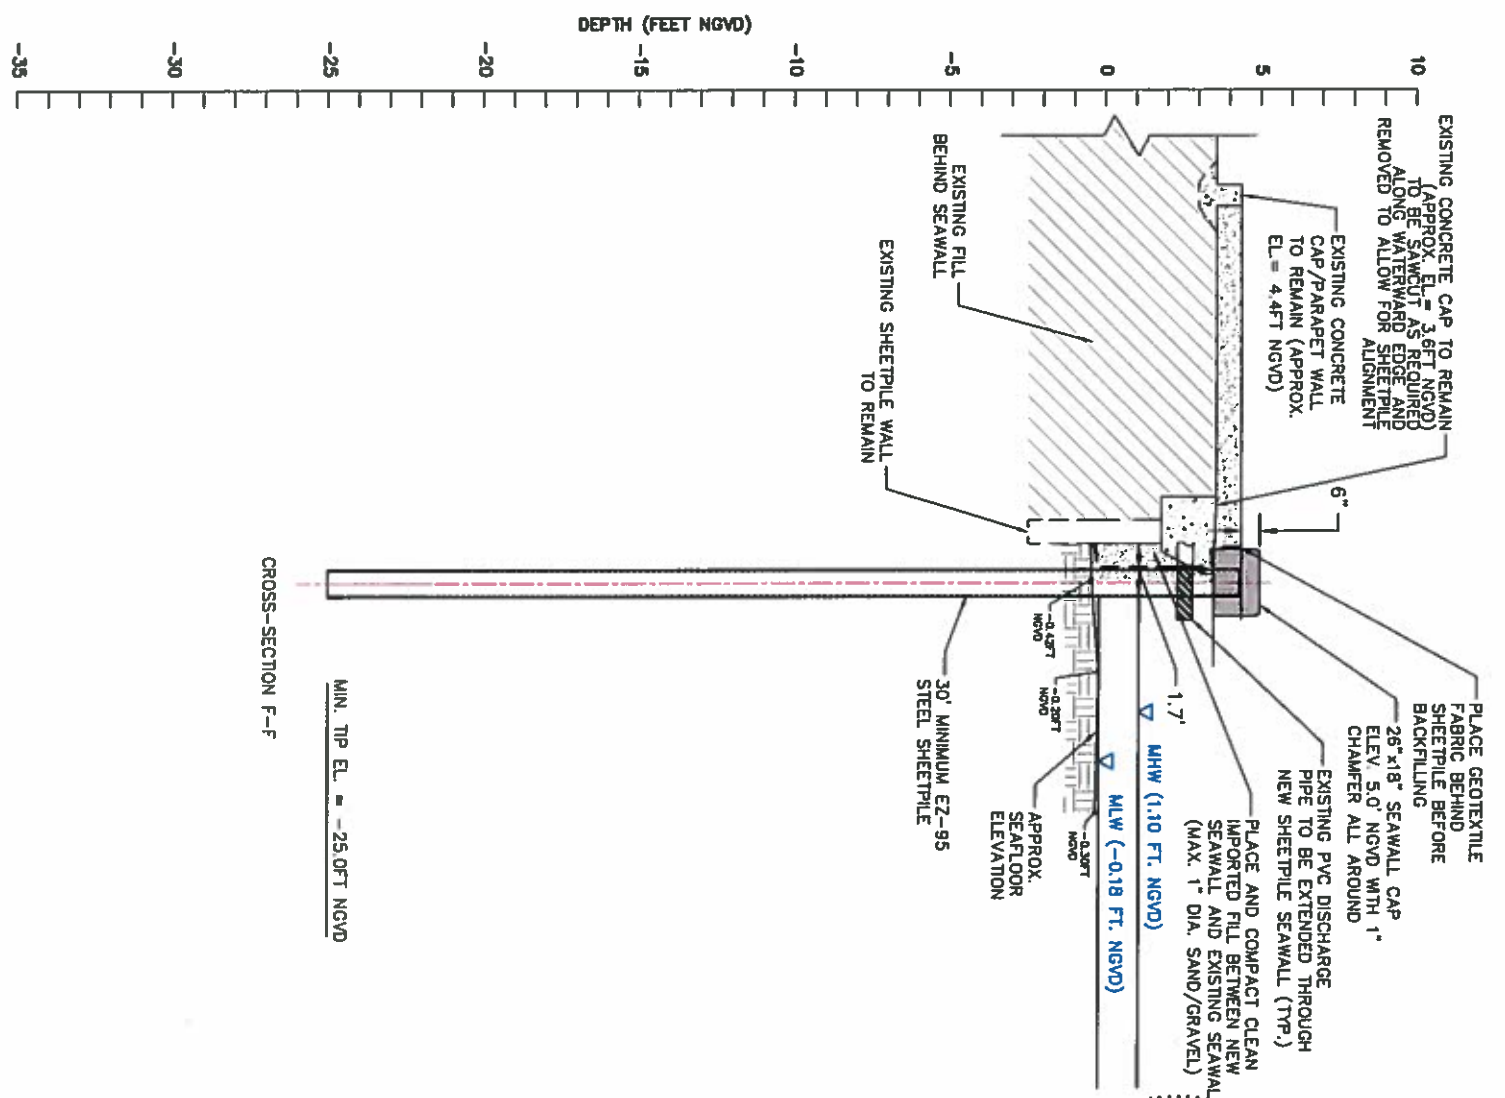 DEPTH (FEET NGVD)
10
5
0
-5
-10
-15
-20
-25
-30
-35
EXISTING CONCRETE CAP TO REMAIN
(APPROX. EL.= 3.6FT NGVD)
TO BE SAWCUT AS REQUIRED
ALONG WATERWARD EDGE AND
REMOVED TO ALLOW FOR SHEETPILE
ALIGNMENT
EXISTING CONCRETE
CAP/PARAPET WALL
TO REMAIN (APPROX.
EL.= 4.4FT NGVD)
EXISTING FILL
BEHIND SEAWALL
EXISTING SHEETPILE WALL
TO REMAIN
6"
PLACE GEOTEXTILE
FABRIC BEHIND
SHEETPILE BEFORE
BACKFILLING
26"x18" SEAWALL CAP
ELEV. 5.0' NGVD WITH 1"
CHAMFER ALL AROUND
EXISTING PVC DISCHARGE
PIPE TO BE EXTENDED THROUGH
NEW SHEETPILE SEAWALL (TYP.)
PLACE AND COMPACT CLEAN
IMPORTED FILL BETWEEN NEW
SEAWALL AND EXISTING SEAWAL
(MAX. 1" DIA. SAND/GRAVEL)
1.7'
MHW (1.10 FT. NGVD)
MLW (-0.18 FT. NGVD)
NGVD
-0.20FT
NGVD
-0.30FT
NGVD
APPROX.
SEAFLOOR
ELEVATION
30' MINIMUM EZ-95
STEEL SHEETPILE
MIN. TIP EL. = -25.0FT NGVD
CROSS-SECTION F-F